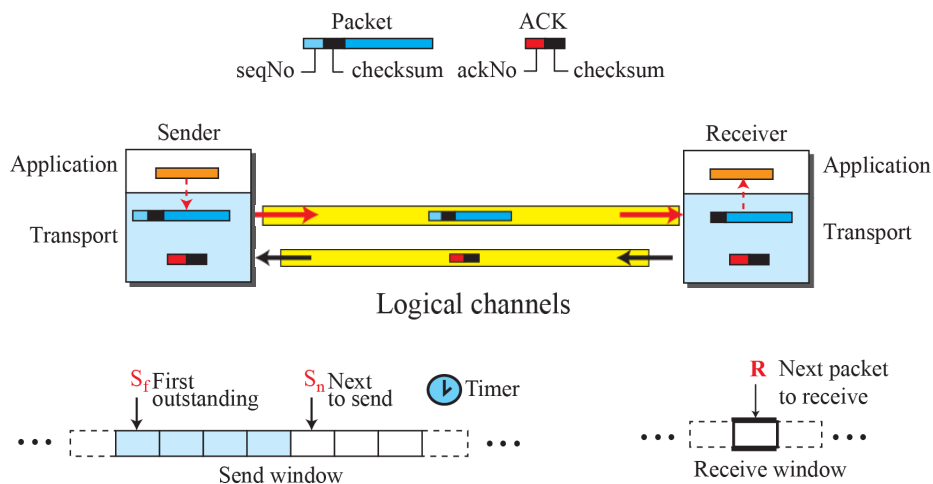 Packet
ACK
seqNo
checksum
ackNo
checksum
Sender
Receiver
Application
Application
Transport
Transport
Logical channels
Sf First
outstanding
Sn Next
to send
Timer
R Next packet
to receive
Send window
Receive window